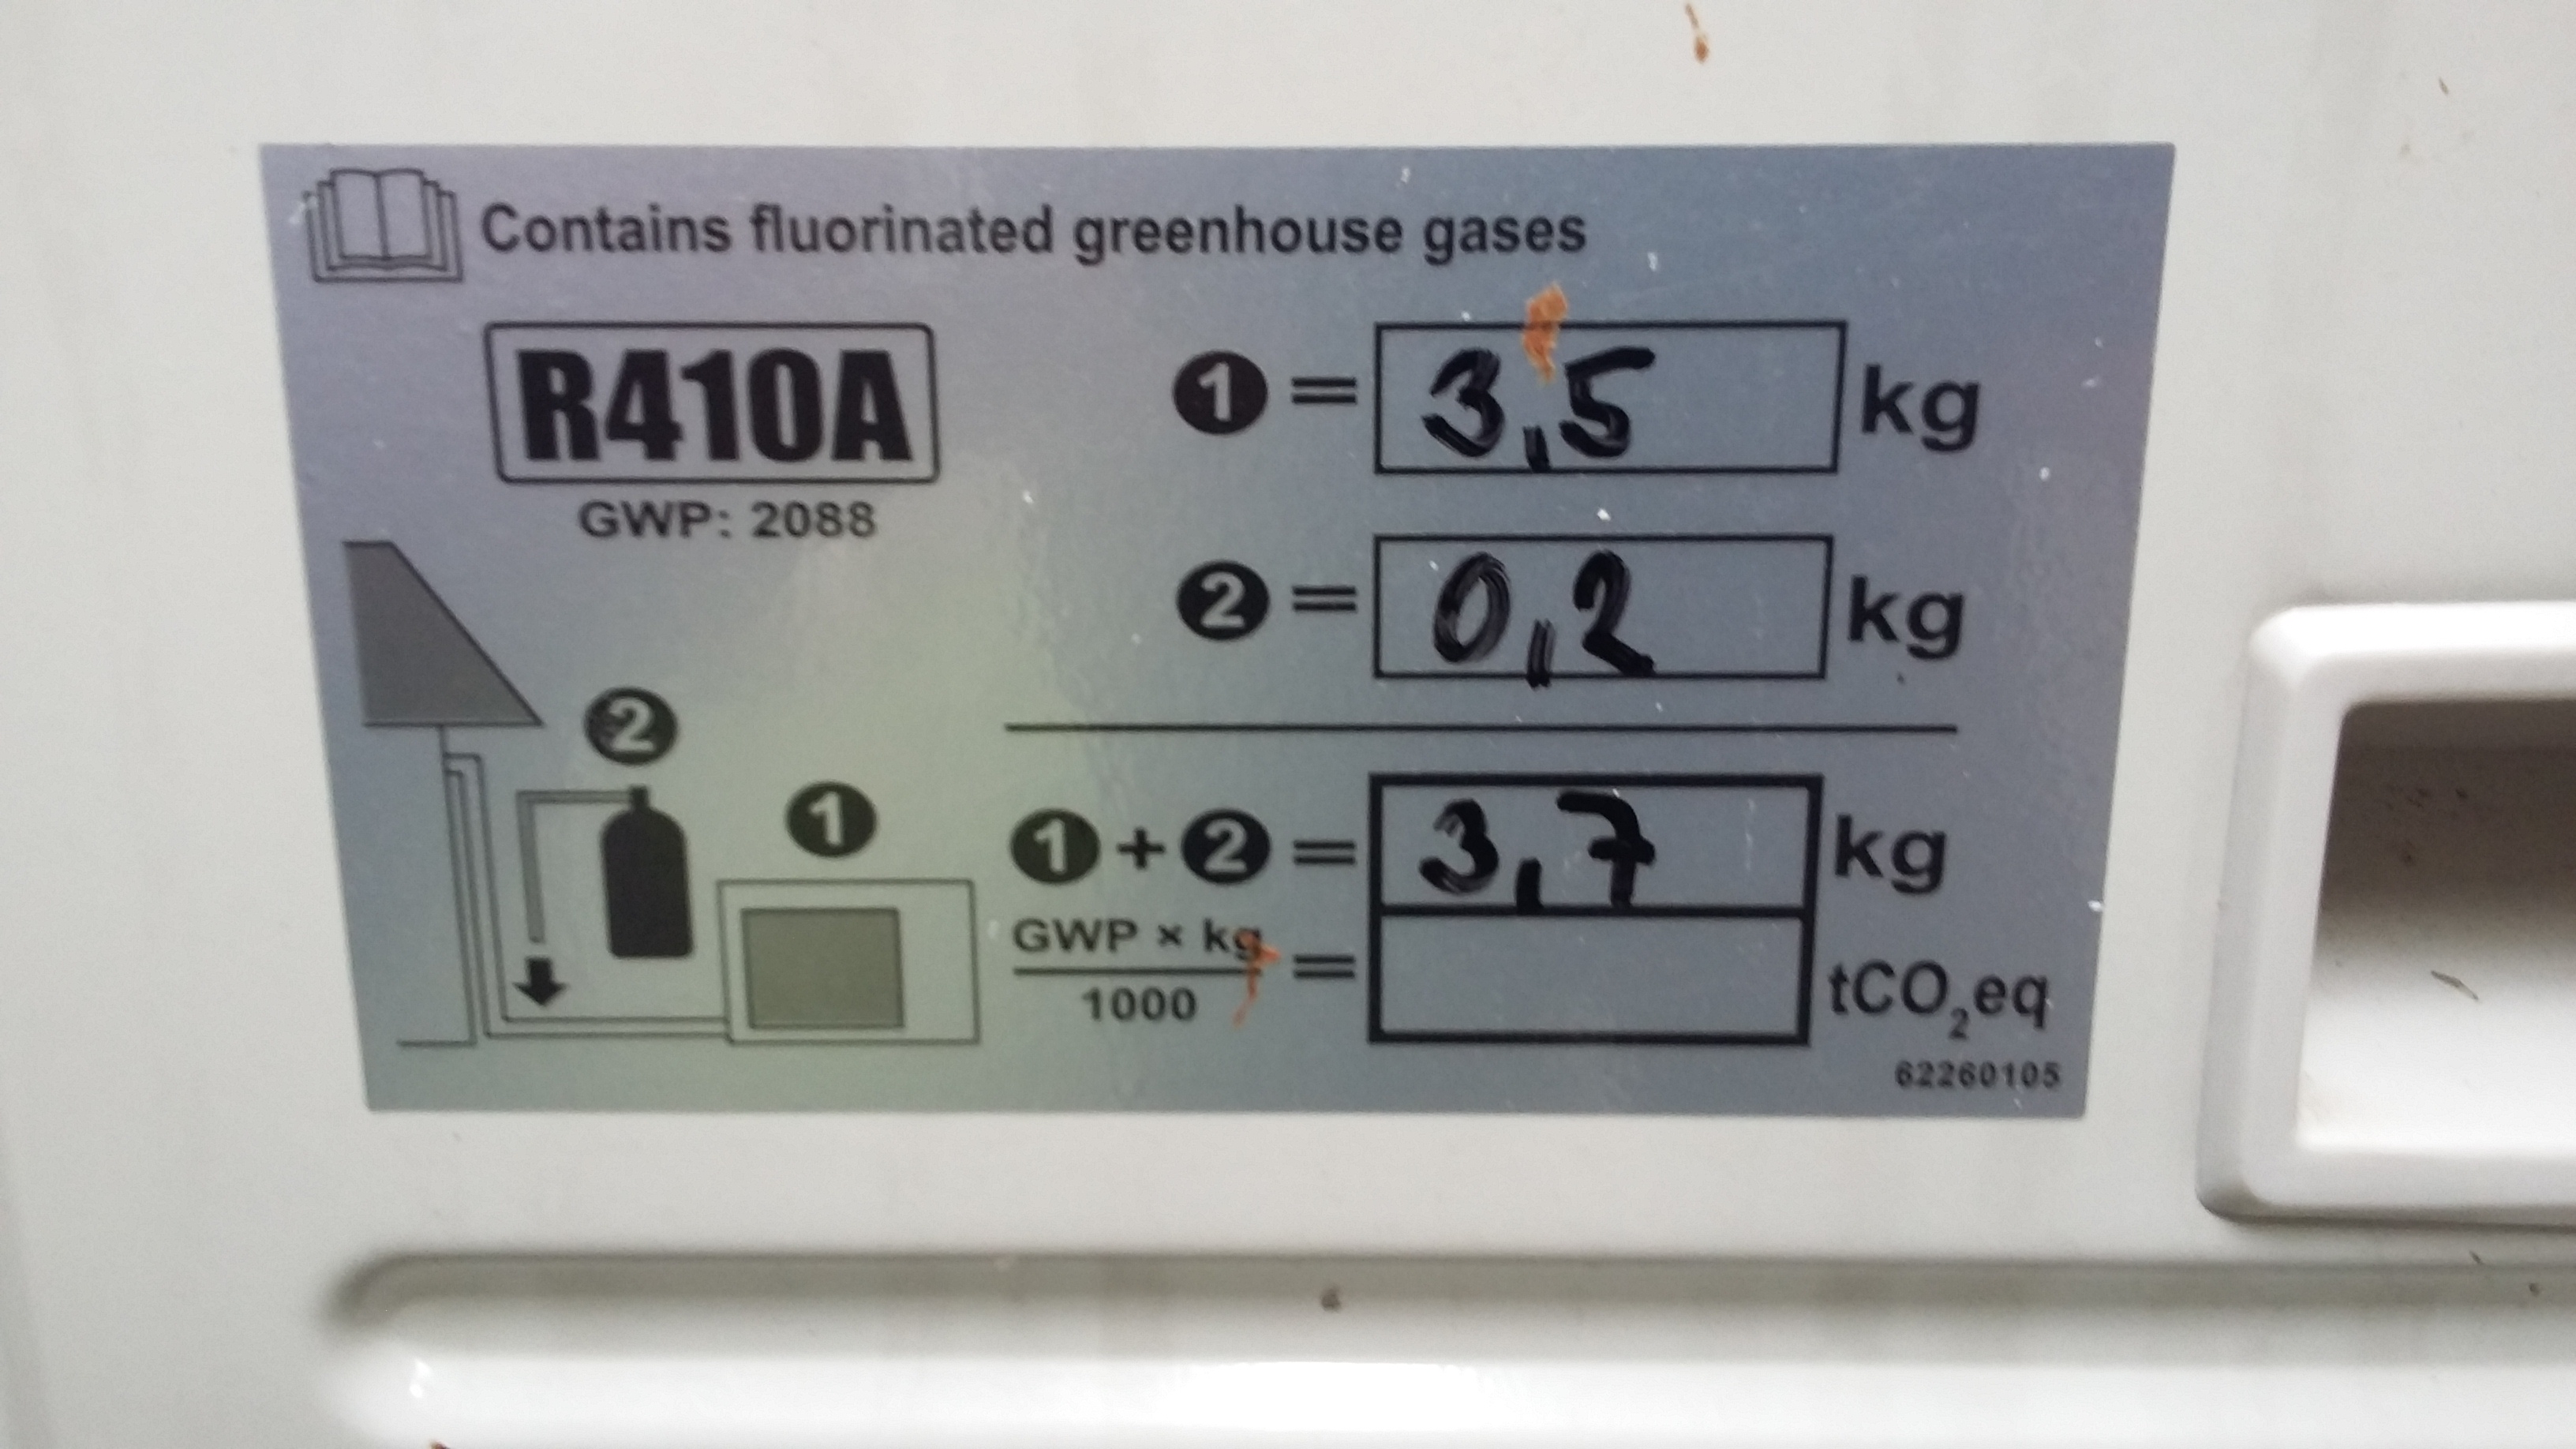 Contains fluorinated greenhouse gases
R410A
GWP: 2088
1 = 3,5 kg
2 = 0,2 kg
2
1
1 + 2 = 3,7 kg
GWP × kg
1000
= tCO₂eq
62260105